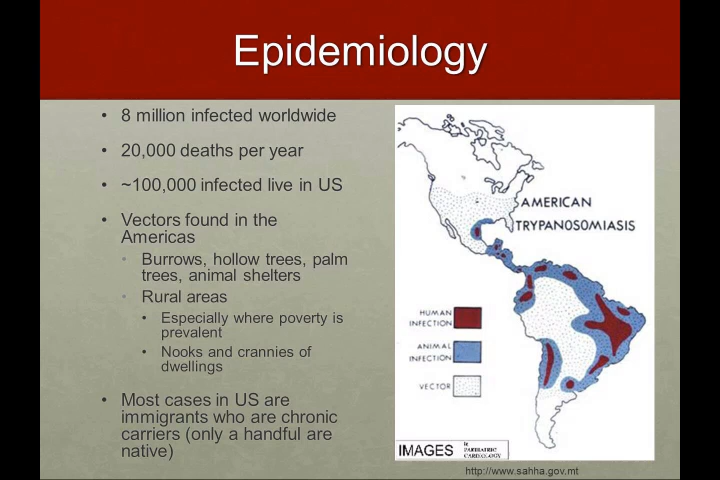 Epidemiology
• 8 million infected worldwide
• 20,000 deaths per year
• ~100,000 infected live in US
• Vectors found in the
Americas
• Burrows, hollow trees, palm
trees, animal shelters
• Rural areas
• Especially where poverty is
prevalent
• Nooks and crannies of
dwellings
• Most cases in US are
immigrants who are chronic
carriers (only a handful are
native)
AMERICAN
TRYPANOSOMIASIS
HUMAN
INFECTION
ANIMAL
INFECTION
VECTOR
IMAGES in
PAEDIATRIC
CARDIOLOGY
http://www.sahha.gov.mt